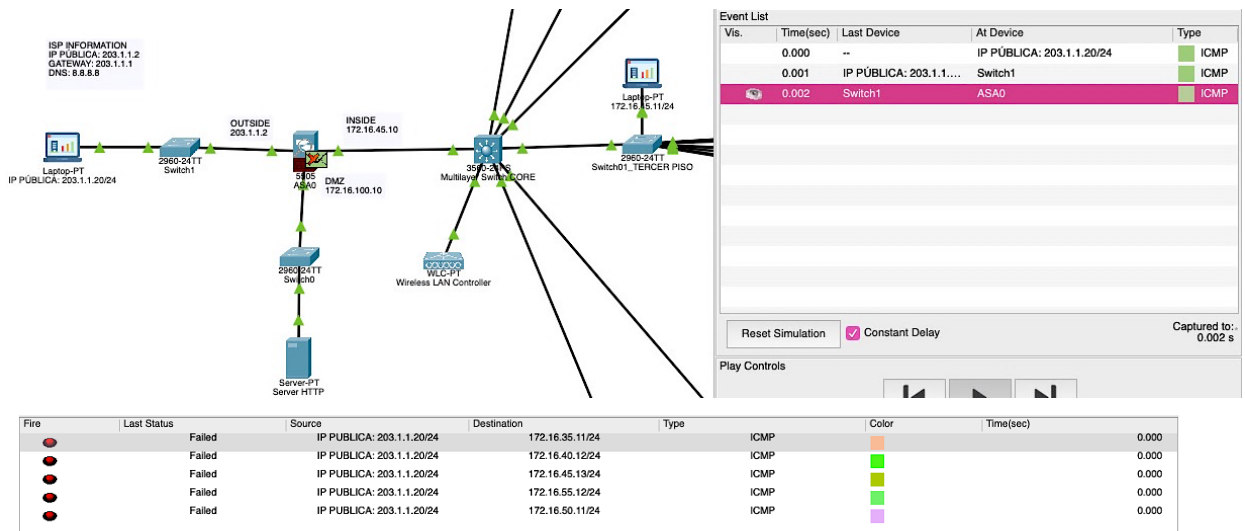 ISP INFORMATION
IP PÚBLICA: 203.1.1.2
GATEWAY: 203.1.1.1
DNS: 8.8.8.8
Laptop-PT
IP PÚBLICA: 203.1.1.20/24
2960-24TT
Switch1
OUTSIDE
203.1.1.2
INSIDE
172.16.45.10
5505
ASA0
DMZ
172.16.100.10
2960-24TT
Switch0
Server-PT
Server HTTP
3560-24PS
Multilayer Switch CORE
WLC-PT
Wireless LAN Controller
Laptop-PT
172.16.45.11/24
2960-24TT
Switch01_TERCER PISO
Event List
Vis. Time(sec) Last Device At Device Type
0.000 -- IP PÚBLICA: 203.1.1.20/24 ICMP
0.001 IP PÚBLICA: 203.1.1.... Switch1 ICMP
0.002 Switch1 ASA0 ICMP
Reset Simulation Constant Delay Captured to:
0.002 s
Play Controls
Fire Last Status Source Destination Type Color Time(sec)
Failed IP PUBLICA: 203.1.1.20/24 172.16.35.11/24 ICMP 0.000
Failed IP PUBLICA: 203.1.1.20/24 172.16.40.12/24 ICMP 0.000
Failed IP PUBLICA: 203.1.1.20/24 172.16.45.13/24 ICMP 0.000
Failed IP PUBLICA: 203.1.1.20/24 172.16.55.12/24 ICMP 0.000
Failed IP PUBLICA: 203.1.1.20/24 172.16.50.11/24 ICMP 0.000